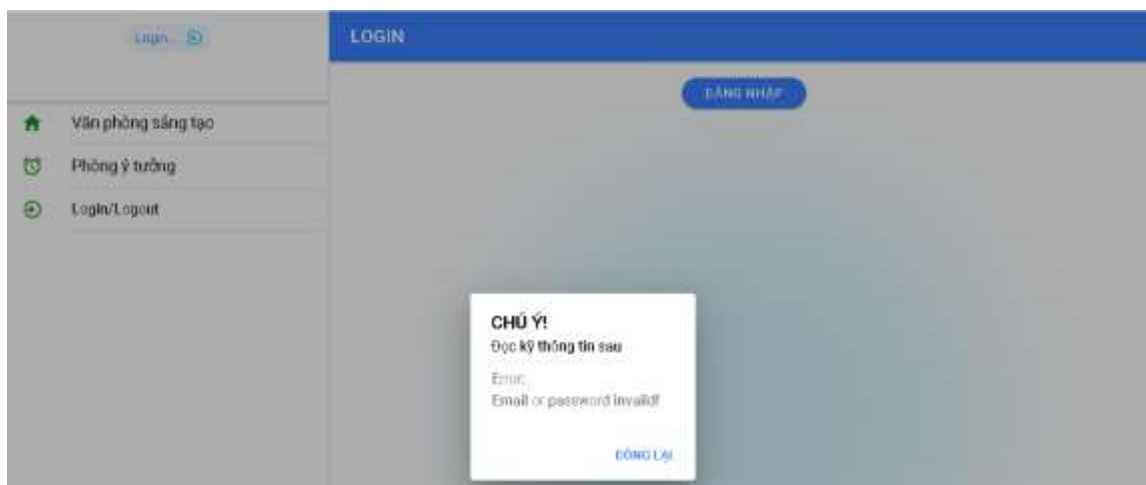 Login...
LOGIN
ĐĂNG NHẬP
Văn phòng sáng tạo
Phòng ý tưởng
Login/Logout
CHÚ Ý!
Đọc kỹ thông tin sau
Error:
Email or password invalid!
ĐÓNG LẠI